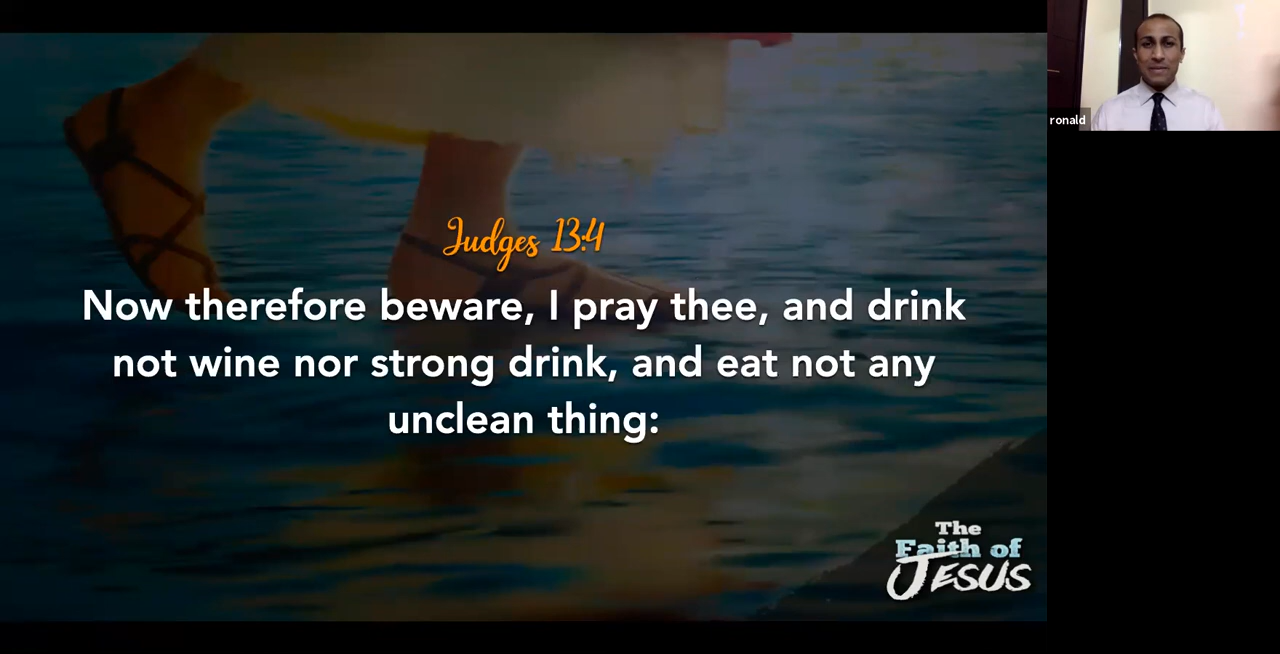 ronald
Judges 13:4
Now therefore beware, I pray thee, and drink
not wine nor strong drink, and eat not any
unclean thing:
The
Faith of
JESUS